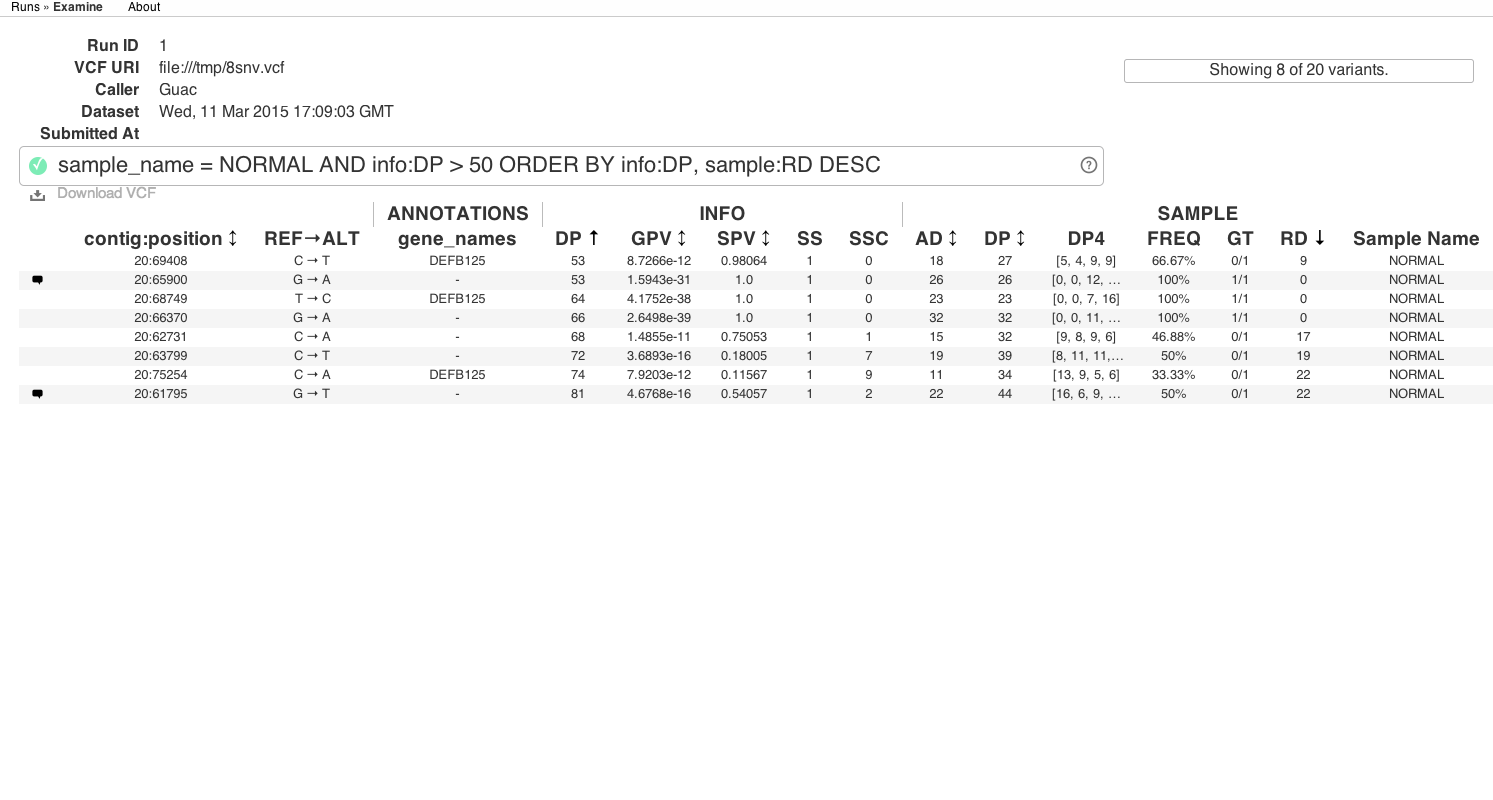 Runs » Examine About
Run ID 1
VCF URI file:///tmp/8snv.vcf
Showing 8 of 20 variants.
Caller Guac
Dataset Wed, 11 Mar 2015 17:09:03 GMT
Submitted At
sample_name = NORMAL AND info:DP > 50 ORDER BY info:DP, sample:RD DESC ?
Download VCF
ANNOTATIONS INFO SAMPLE
contig:position ↕ REF→ALT gene_names DP ↑ GPV ↕ SPV ↕ SS SSC AD ↕ DP ↕ DP4 FREQ GT RD ↓ Sample Name
20:69408 C → T DEFB125 53 8.7266e-12 0.98064 1 0 18 27 [5, 4, 9, 9] 66.67% 0/1 9 NORMAL
20:65900 G → A - 53 1.5943e-31 1.0 1 0 26 26 [0, 0, 12, … 100% 1/1 0 NORMAL
20:68749 T → C DEFB125 64 4.1752e-38 1.0 1 0 23 23 [0, 0, 7, 16] 100% 1/1 0 NORMAL
20:66370 G → A - 66 2.6498e-39 1.0 1 0 32 32 [0, 0, 11, … 100% 1/1 0 NORMAL
20:62731 C → A - 68 1.4855e-11 0.75053 1 1 15 32 [9, 8, 9, 6] 46.88% 0/1 17 NORMAL
20:63799 C → T - 72 3.6893e-16 0.18005 1 7 19 39 [8, 11, 11,… 50% 0/1 19 NORMAL
20:75254 C → A DEFB125 74 7.9203e-12 0.11567 1 9 11 34 [13, 9, 5, 6] 33.33% 0/1 22 NORMAL
20:61795 G → T - 81 4.6768e-16 0.54057 1 2 22 44 [16, 6, 9, … 50% 0/1 22 NORMAL